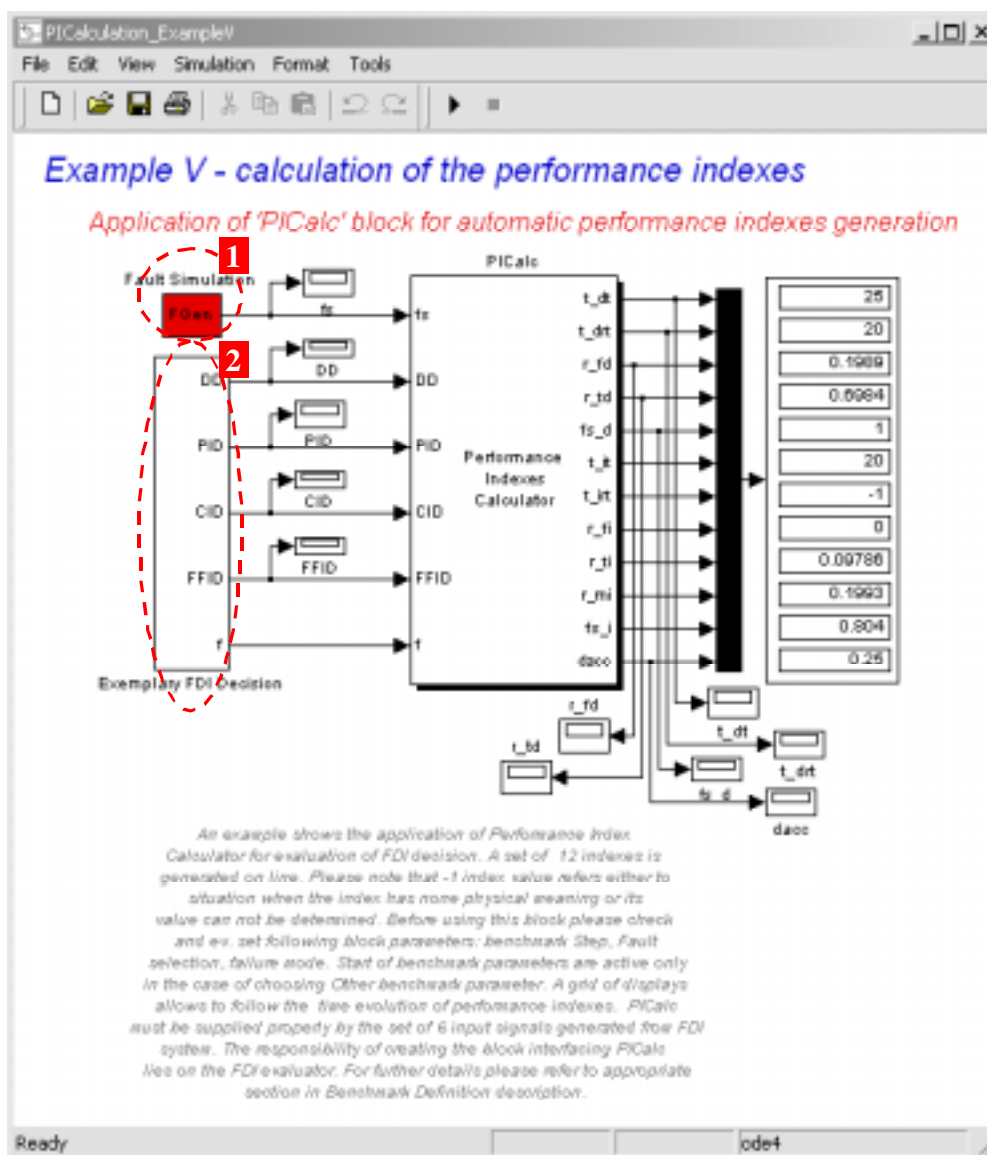 PICalculation_ExampleV
File Edit View Simulation Format Tools
Example V - calculation of the performance indexes
Application of 'PICalc' block for automatic performance indexes generation
1
Fault Simulation
FGen
fs
2
DD
DD
PID
PID
CID
CID
FFID
FFID
f
Exemplary FDI Decision
PICalc
fs
DD
PID
CID
FFID
f
Performance
Indexes
Calculator
t_dt
t_drt
r_fd
r_td
fs_d
t_it
t_irt
r_fi
r_ti
r_mi
fs_i
dacc
25
20
0.1989
0.6984
1
20
-1
0
0.09786
0.1993
0.804
0.25
r_fd
r_td
t_dt
t_drt
fs_d
dacc
An example shows the application of Performance Index
Calculator for evaluation of FDI decision. A set of 12 indexes is
generated on line. Please note that -1 index value refers either to
situation when the index has none physical meaning or its
value can not be determined. Before using this block please check
and ev. set following block parameters: benchmark Step, Fault
selection, failure mode. Start of benchmark parameters are active only
in the case of choosing Other benchmark parameter. A grid of displays
allows to follow the time evolution of perfomance indexes. PICalc
must be supplied properly by the set of 6 input signals generated from FDI
system. The responsibility of creating the block interfacing PICalc
lies on the FDI evaluator. For further details please refer to appropriate
section in Benchmark Definition description.
Ready
ode4